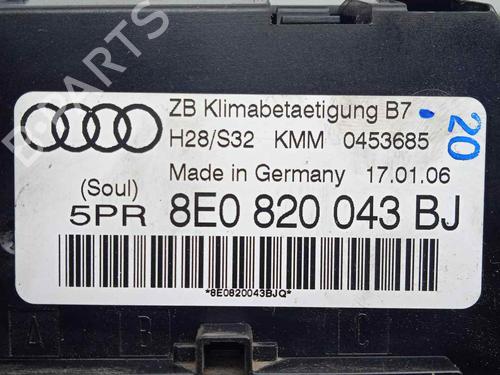 ZB Klimabetaetigung B7
H28/S32 KMM 0453685
20
Made in Germany 17.01.06
(Soul)
5PR 8E0 820 043 BJ
*8E0820043BJQ*
A B C
B-PARTS